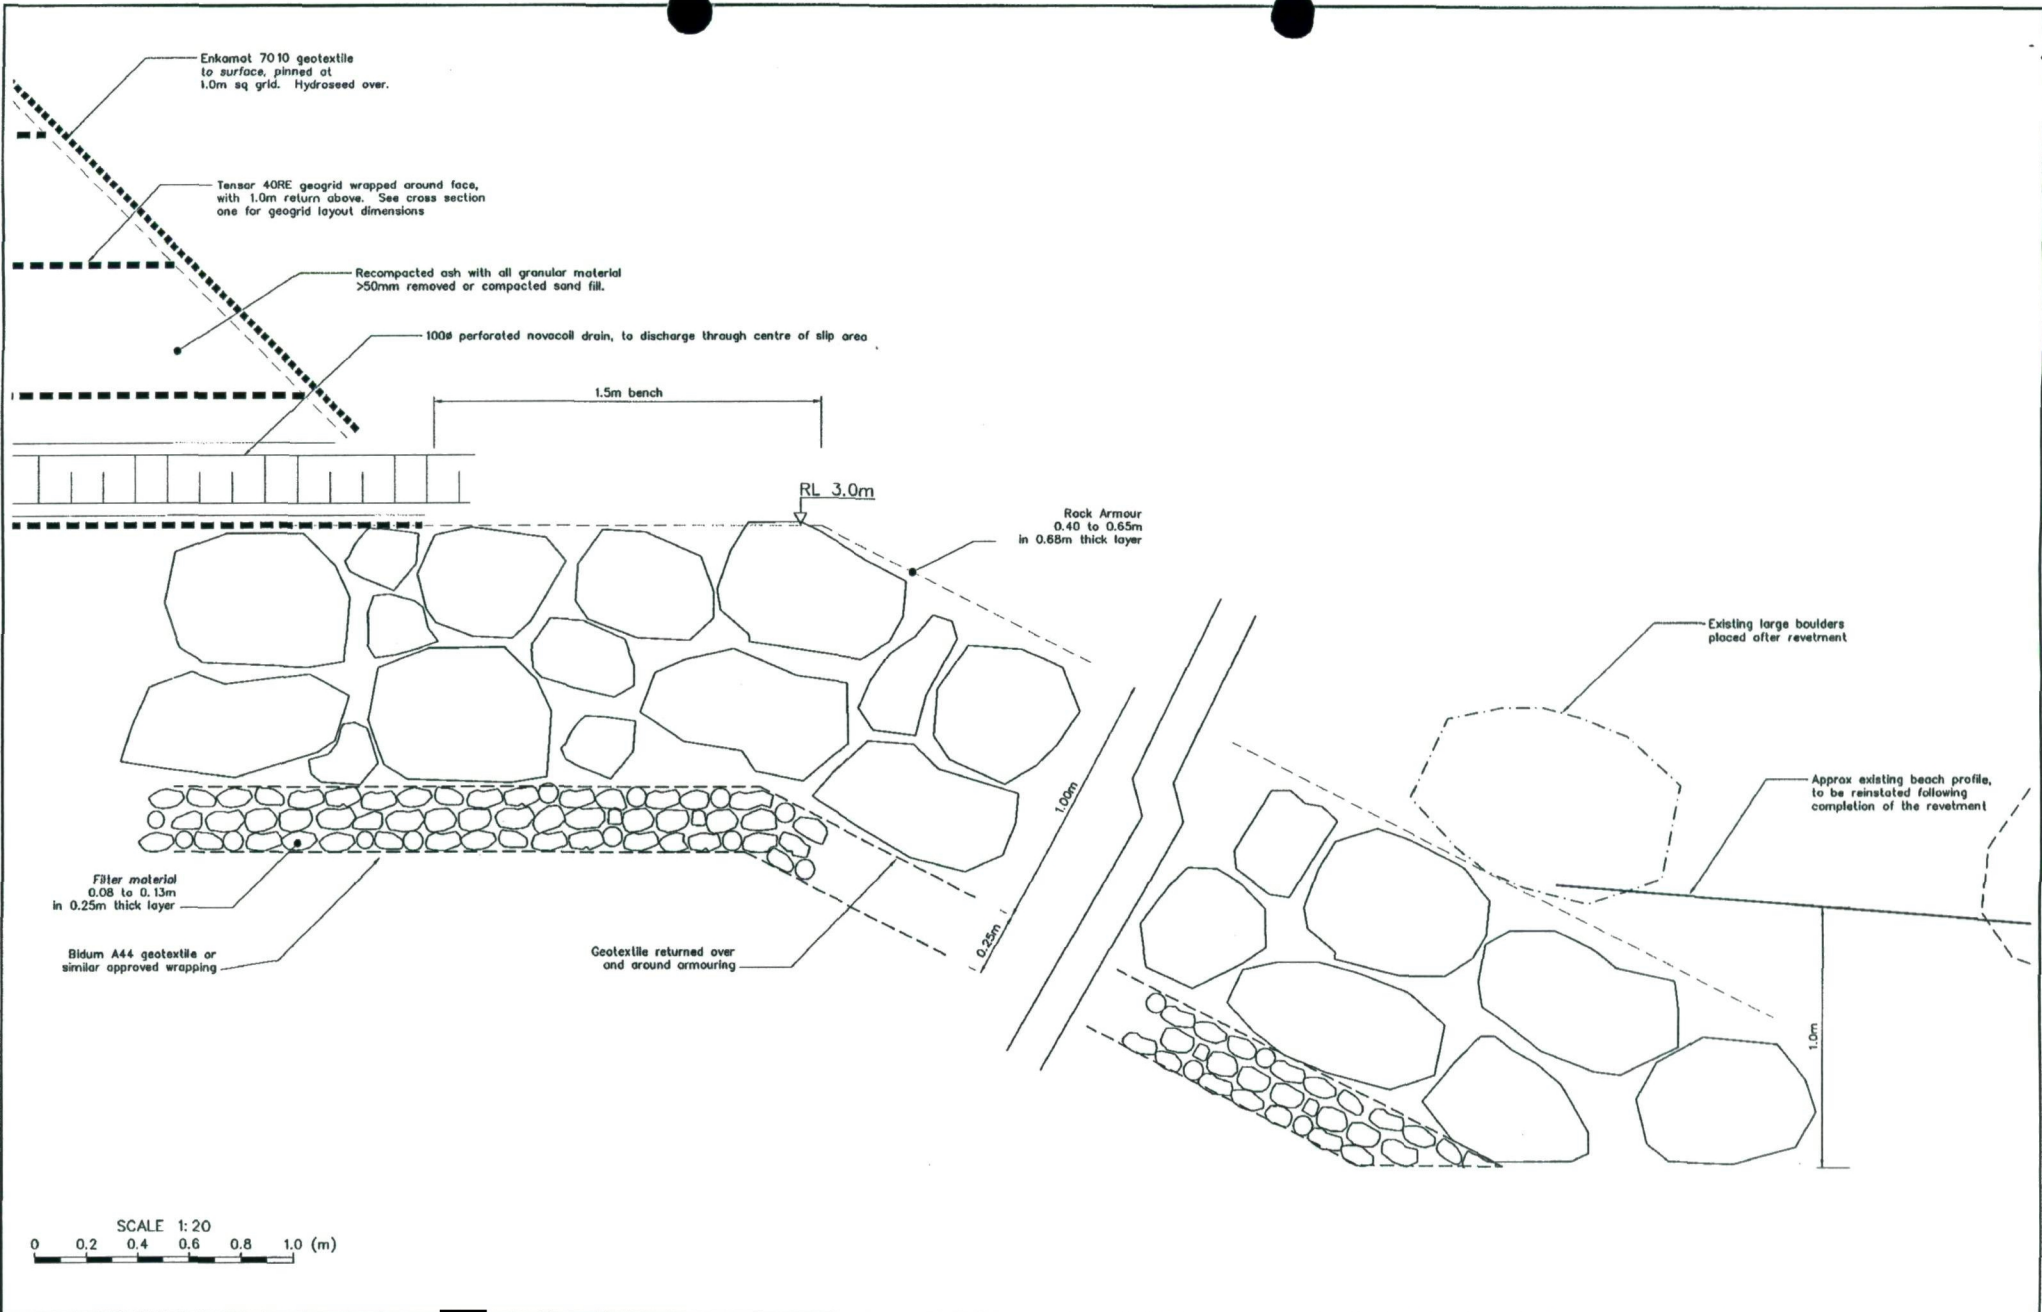 Enkamat 7010 geotextile
to surface, pinned at
1.0m sq grid. Hydroseed over.
Tensar 40RE geogrid wrapped around face,
with 1.0m return above. See cross section
one for geogrid layout dimensions
Recompacted ash with all granular material
>50mm removed or compacted sand fill.
100ø perforated novacoil drain, to discharge through centre of slip area
1.5m bench
RL 3.0m
Rock Armour
0.40 to 0.65m
in 0.68m thick layer
Existing large boulders
placed after revetment
1.00m
Approx existing beach profile,
to be reinstated following
completion of the revetment
Filter material
0.08 to 0.13m
in 0.25m thick layer
0.25m
Bidum A44 geotextile or
similar approved wrapping
Geotextile returned over
and around armouring
1.0m
SCALE 1:20
0 0.2 0.4 0.6 0.8 1.0 (m)